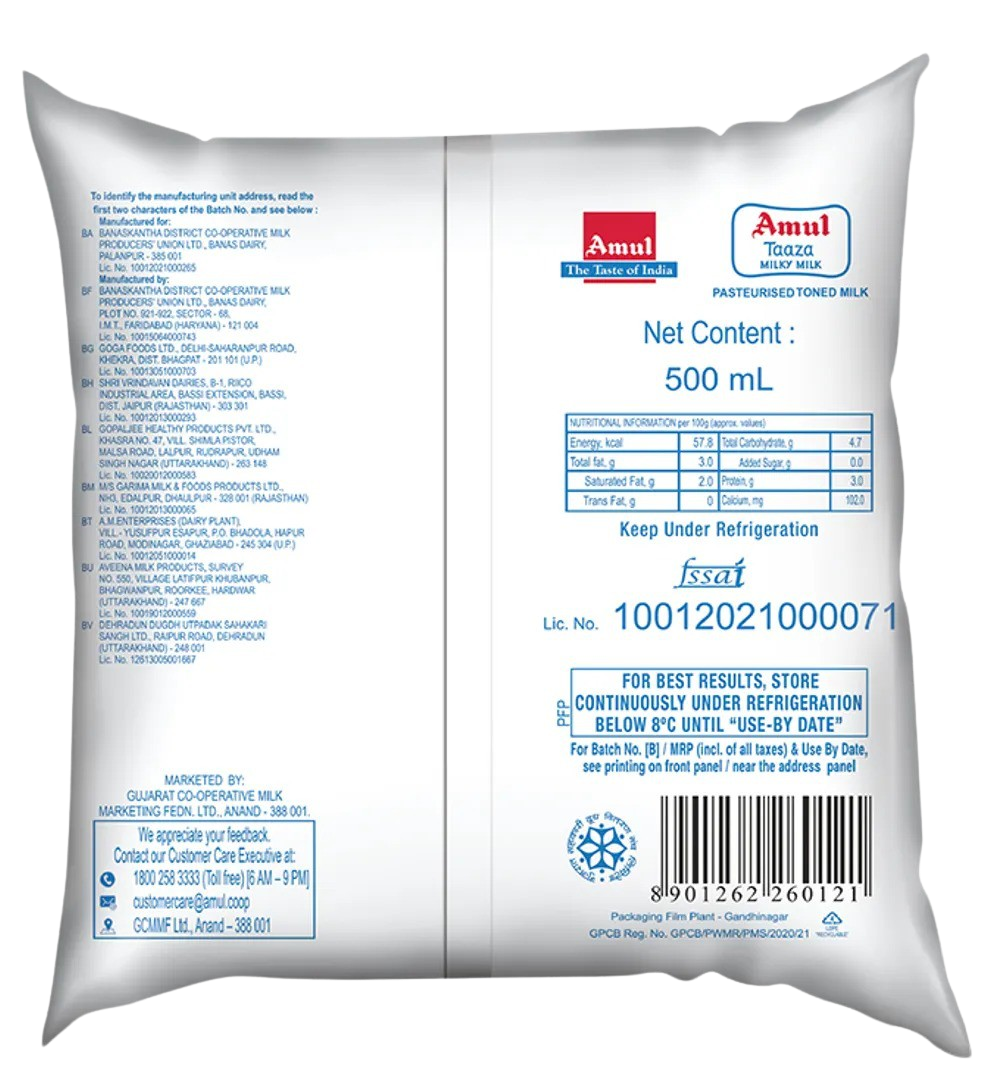 To identify the manufacturing unit address, read the
first two characters of the Batch No. and see below :
Manufactured for:
BA BANASKANTHA DISTRICT CO-OPERATIVE MILK
PRODUCERS' UNION LTD., BANAS DAIRY,
PALANPUR - 385 001
Lic. No. 10012021000265
Manufactured by:
BF BANASKANTHA DISTRICT CO-OPERATIVE MILK
PRODUCERS' UNION LTD., BANAS DAIRY,
PLOT NO. 921-922, SECTOR - 68,
I.M.T., FARIDABAD (HARYANA) - 121 004
Lic. No. 10015064000743
BG GOGA FOODS LTD., DELHI-SAHARANPUR ROAD,
KHEKRA, DIST. BHAGPAT - 201 101 (U.P.)
Lic. No. 10013051000703
BH SHRI VRINDAVAN DAIRIES, B-1, RIICO
INDUSTRIAL AREA, BASSI EXTENSION, BASSI,
DIST. JAIPUR (RAJASTHAN) - 303 301
Lic. No. 10012013000293
BL GOPALJEE HEALTHY PRODUCTS PVT. LTD.,
KHASRA NO. 47, VILL. SHIMLA PISTOR,
MALSA ROAD, LALPUR, RUDRAPUR, UDHAM
SINGH NAGAR (UTTARAKHAND) - 263 148
Lic. No. 10020012000583
BM M/S GARIMA MILK & FOODS PRODUCTS LTD.,
NH3, EDALPUR, DHAULPUR - 328 001 (RAJASTHAN)
Lic. No. 10012013000065
BT A.M.ENTERPRISES (DAIRY PLANT),
VILL.- YUSUFPUR ESAPUR, P.O. BHADOLA, HAPUR
ROAD, MODINAGAR, GHAZIABAD - 245 304 (U.P.)
Lic. No. 10012051000014
BU AVEENA MILK PRODUCTS, SURVEY
NO. 550, VILLAGE LATIFPUR KHUBANPUR,
BHAGWANPUR, ROORKEE, HARDWAR
(UTTARAKHAND) - 247 667
Lic. No. 10019012000559
BV DEHRADUN DUGDH UTPADAK SAHAKARI
SANGH LTD., RAIPUR ROAD, DEHRADUN
(UTTARAKHAND) - 248 001
Lic. No. 12613005001667
MARKETED BY:
GUJARAT CO-OPERATIVE MILK
MARKETING FEDN. LTD., ANAND - 388 001.
We appreciate your feedback.
Contact our Customer Care Executive at:
1800 258 3333 (Toll free) [6 AM – 9 PM]
customercare@amul.coop
GCMMF Ltd., Anand – 388 001
Amul
The Taste of India
Amul
Taaza
MILKY MILK
PASTEURISED TONED MILK
Net Content :
500 mL
NUTRITIONAL INFORMATION per 100g (approx. values)
Energy, kcal 57.8 Total Carbohydrate, g 4.7
Total fat, g 3.0 Added Sugar, g 0.0
Saturated Fat, g 2.0 Protein, g 3.0
Trans Fat, g 0 Calcium, mg 102.0
Keep Under Refrigeration
fssai
Lic. No. 10012021000071
PFP
FOR BEST RESULTS, STORE
CONTINUOUSLY UNDER REFRIGERATION
BELOW 8ºC UNTIL “USE-BY DATE”
For Batch No. [B] / MRP (incl. of all taxes) & Use By Date,
see printing on front panel / near the address panel
8 901262 260121
Packaging Film Plant - Gandhinagar
GPCB Reg. No. GPCB/PWMR/PMS/2020/21
LDPE
"RECYCLABLE"